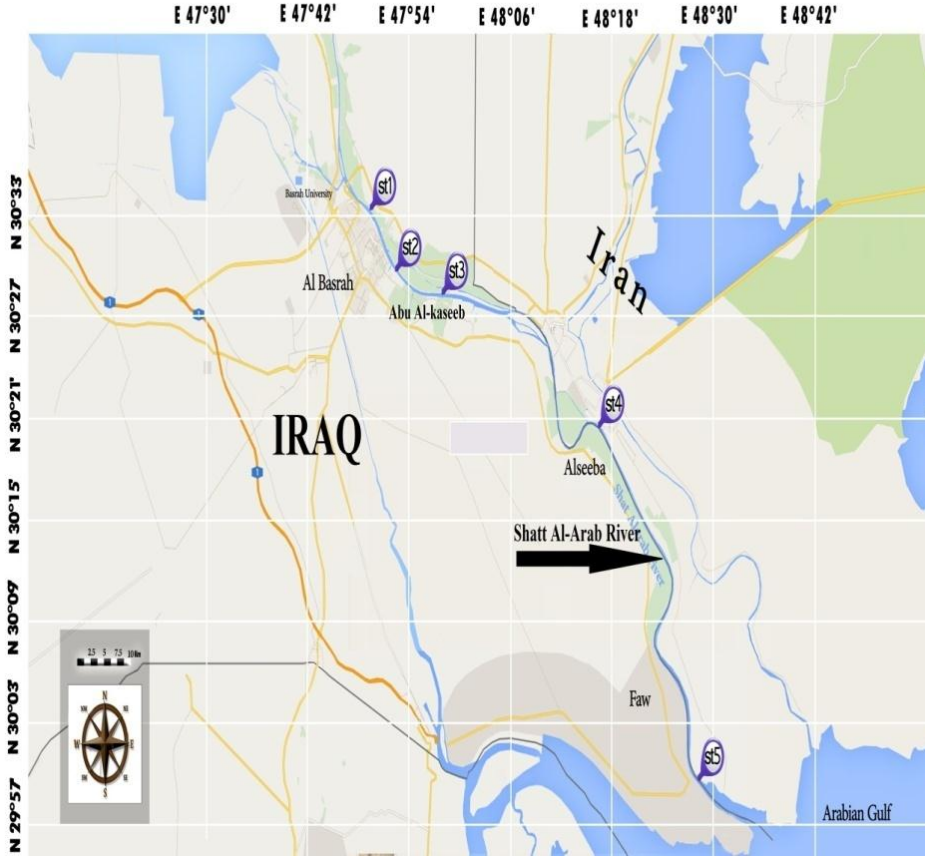 E 47°30' E 47°42' E 47°54' E 48°06' E 48°18' E 48°30' E 48°42'
N 30°33'
N 30°27'
N 30°21'
N 30°15'
N 30°09'
N 30°03'
N 29°57'
Basrah University
st1
st2
st3
Iran
Al Basrah
Abu Al-kaseeb
1
1
1
st4
IRAQ
Alseeba
Shatt Al-Arab River
Faw
st5
Arabian Gulf
2.5 5 7.5 10 km
N
W E
S